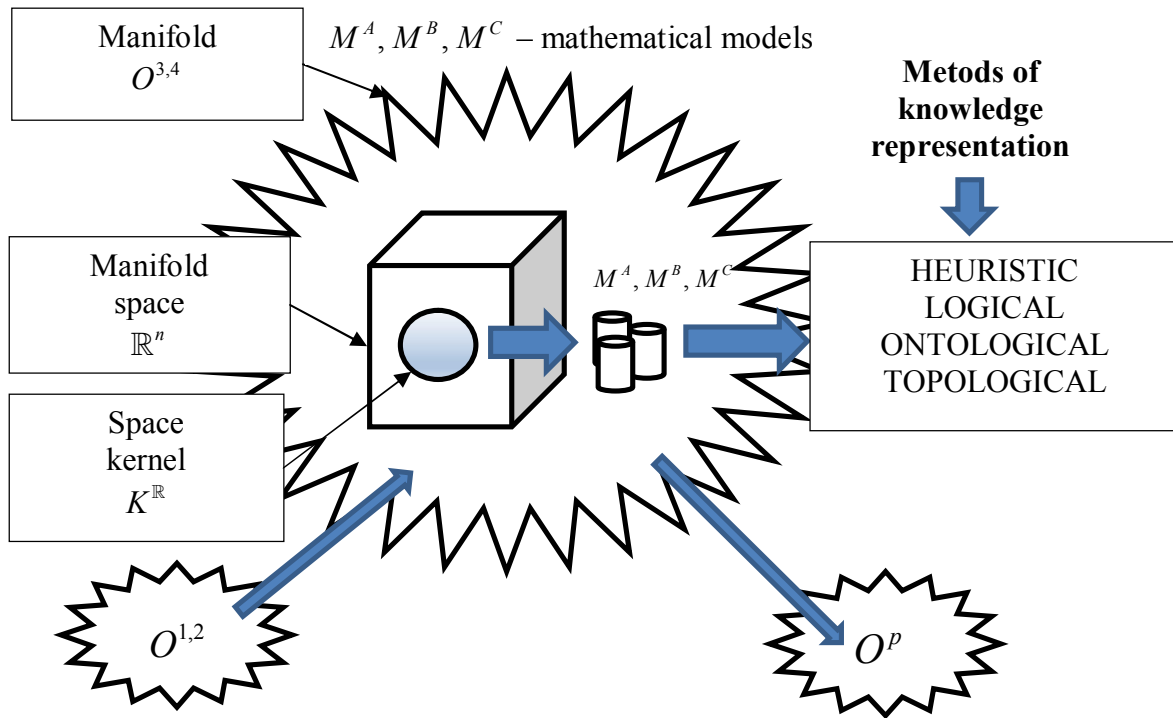 Manifold
O^{3,4}
M^A, M^B, M^C – mathematical models
Metods of
knowledge
representation
Manifold
space
ℝ^n
M^A, M^B, M^C
HEURISTIC
LOGICAL
ONTOLOGICAL
TOPOLOGICAL
Space
kernel
K^ℝ
O^{1,2}
O^p